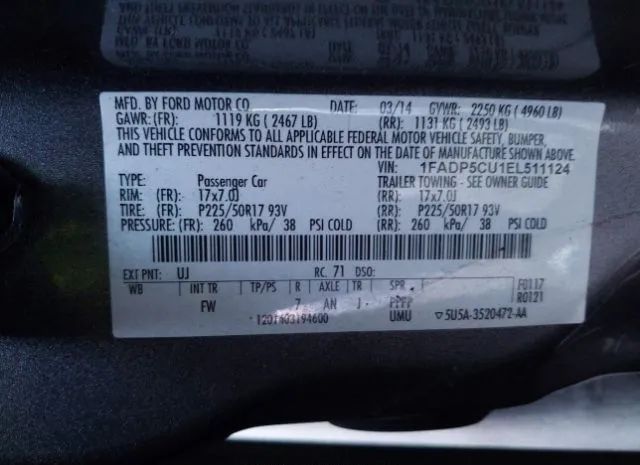 MFD. BY FORD MOTOR CO. DATE: 03/14 GVWR: 2250 KG ( 4960 LB)
GAWR: (FR): 1119 KG ( 2467 LB) (RR): 1131 KG ( 2493 LB)
THIS VEHICLE CONFORMS TO ALL APPLICABLE FEDERAL MOTOR VEHICLE SAFETY, BUMPER,
AND THEFT PREVENTION STANDARDS IN EFFECT ON THE DATE OF MANUFACTURE SHOWN ABOVE.
VIN: 1FADP5CU1EL511124
TYPE: Passenger Car TRAILER TOWING - SEE OWNER GUIDE
RIM: (FR): 17x7.0J (RR): 17x7.0J
TIRE: (FR): P225/50R17 93V (RR): P225/50R17 93V
PRESSURE: (FR): 260 kPa/ 38 PSI COLD (RR): 260 kPa/ 38 PSI COLD
EXT PNT: UJ RC: 71 DSO:
WB INT TR TP/PS R AXLE TR SPR F0117
FW 7 AN J PPFP R0121
UMU 5U5A-3520472-AA